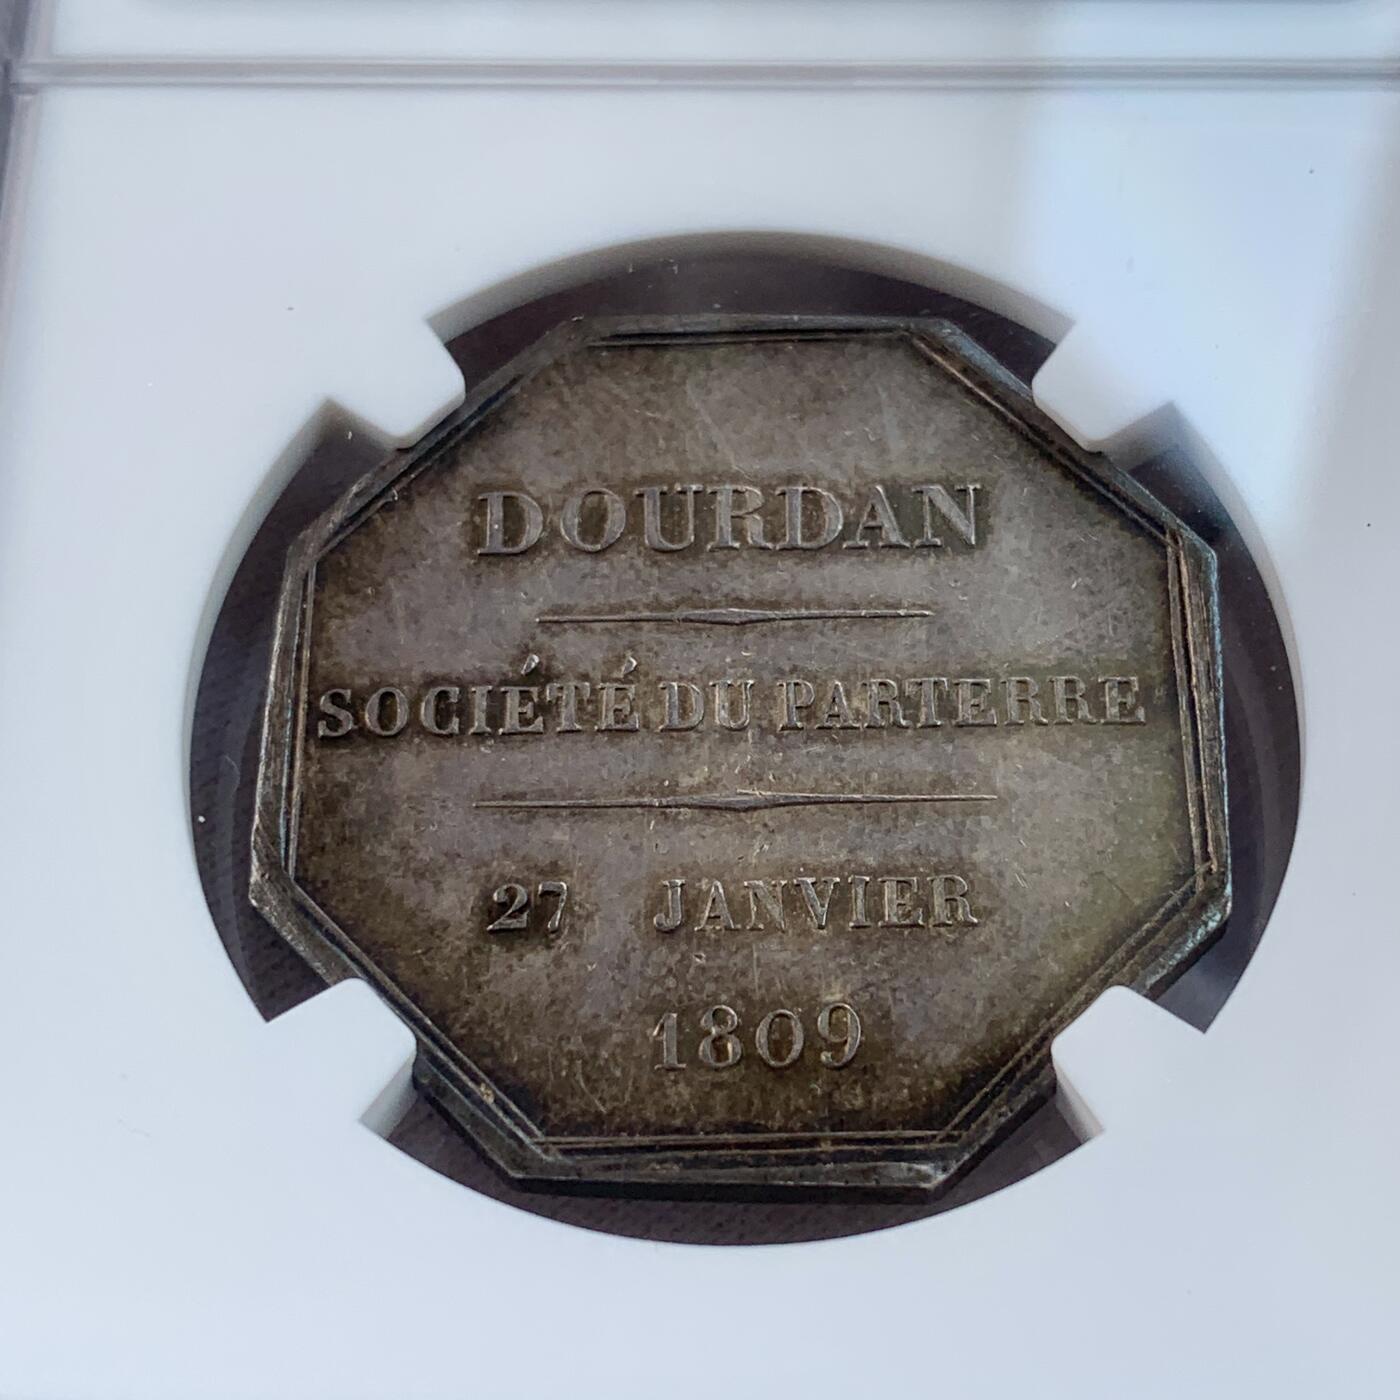 DOURDAN
SOCIÉTÉ DU PARTERRE
27 JANVIER
1809